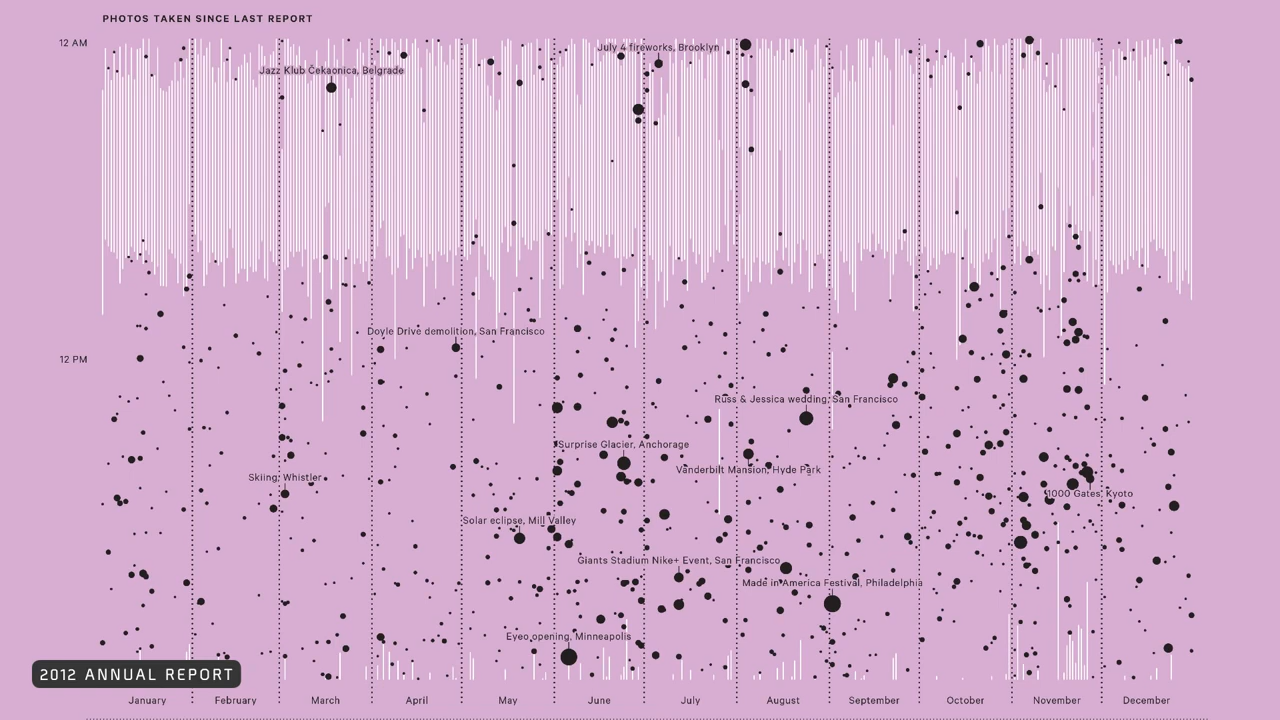 PHOTOS TAKEN SINCE LAST REPORT
12 AM
July 4 fireworks, Brooklyn
Jazz Klub Čekaonica, Belgrade
Doyle Drive demolition, San Francisco
12 PM
Russ & Jessica wedding, San Francisco
Surprise Glacier, Anchorage
Vanderbilt Mansion, Hyde Park
Skiing, Whistler
1000 Gates, Kyoto
Solar eclipse, Mill Valley
Giants Stadium Nike+ Event, San Francisco
Made in America Festival, Philadelphia
Eyeo opening, Minneapolis
2012 ANNUAL REPORT
January February March April May June July August September October November December